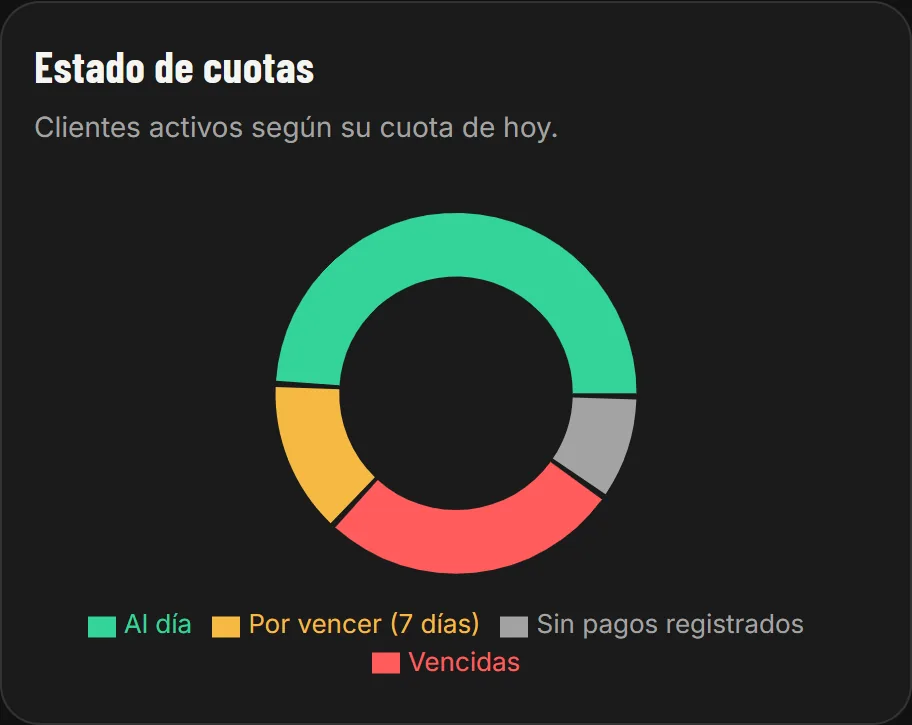 Estado de cuotas
Clientes activos según su cuota de hoy.
Al día Por vencer (7 días) Sin pagos registrados
Vencidas